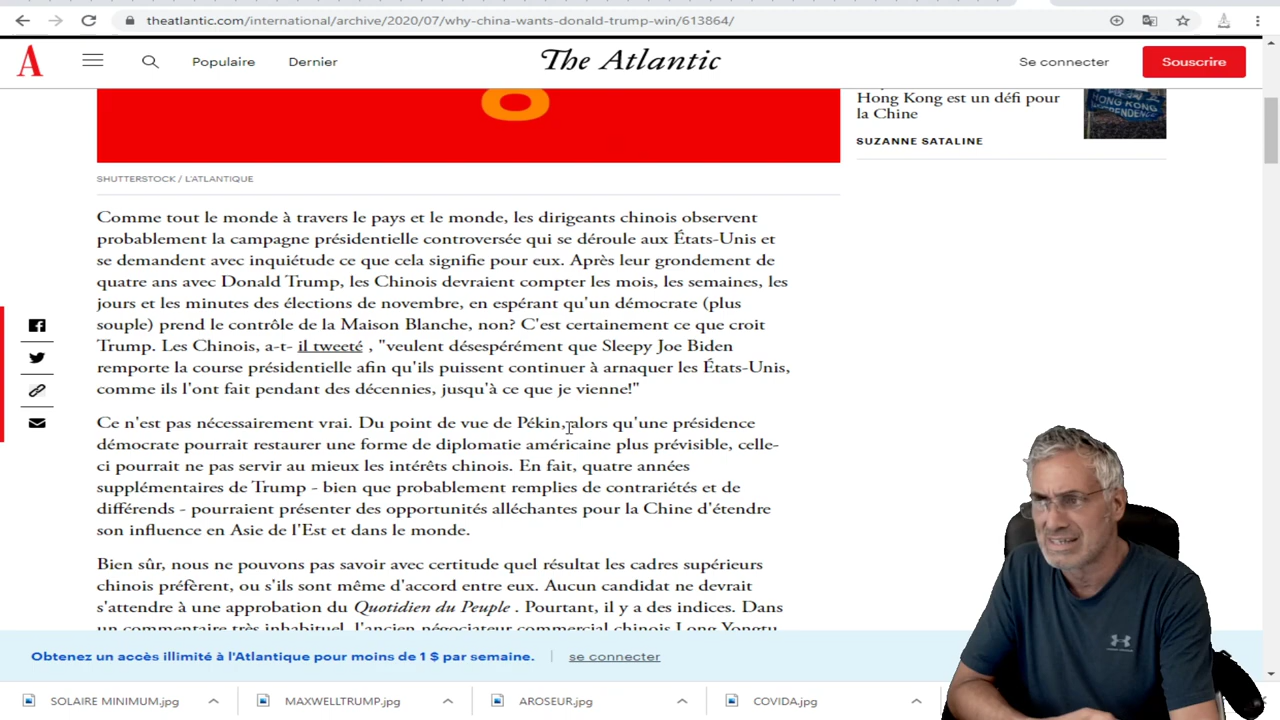 theatlantic.com/international/archive/2020/07/why-china-wants-donald-trump-win/613864/
A
Populaire
Dernier
The Atlantic
Se connecter
Souscrire
Hong Kong est un défi pour
la Chine
SUZANNE SATALINE
HONG KONG
INDEPENDENCE
g
SHUTTERSTOCK / L'ATLANTIQUE
Comme tout le monde à travers le pays et le monde, les dirigeants chinois observent
probablement la campagne présidentielle controversée qui se déroule aux États-Unis et
se demandent avec inquiétude ce que cela signifie pour eux. Après leur grondement de
quatre ans avec Donald Trump, les Chinois devraient compter les mois, les semaines, les
jours et les minutes des élections de novembre, en espérant qu'un démocrate (plus
souple) prend le contrôle de la Maison Blanche, non? C'est certainement ce que croit
Trump. Les Chinois, a-t- il tweeté , "veulent désespérément que Sleepy Joe Biden
remporte la course présidentielle afin qu'ils puissent continuer à arnaquer les États-Unis,
comme ils l'ont fait pendant des décennies, jusqu'à ce que je vienne!"
Ce n'est pas nécessairement vrai. Du point de vue de Pékin, alors qu'une présidence
démocrate pourrait restaurer une forme de diplomatie américaine plus prévisible, celle-
ci pourrait ne pas servir au mieux les intérêts chinois. En fait, quatre années
supplémentaires de Trump - bien que probablement remplies de contrariétés et de
différends - pourraient présenter des opportunités alléchantes pour la Chine d'étendre
son influence en Asie de l'Est et dans le monde.
Bien sûr, nous ne pouvons pas savoir avec certitude quel résultat les cadres supérieurs
chinois préfèrent, ou s'ils sont même d'accord entre eux. Aucun candidat ne devrait
s'attendre à une approbation du Quotidien du Peuple . Pourtant, il y a des indices. Dans
un commentaire très inhabituel, l'ancien négociateur commercial chinois Long Yongtu
Obtenez un accès illimité à l'Atlantique pour moins de 1 $ par semaine.
se connecter
SOLAIRE MINIMUM.jpg
MAXWELLTRUMP.jpg
AROSEUR.jpg
COVIDA.jpg